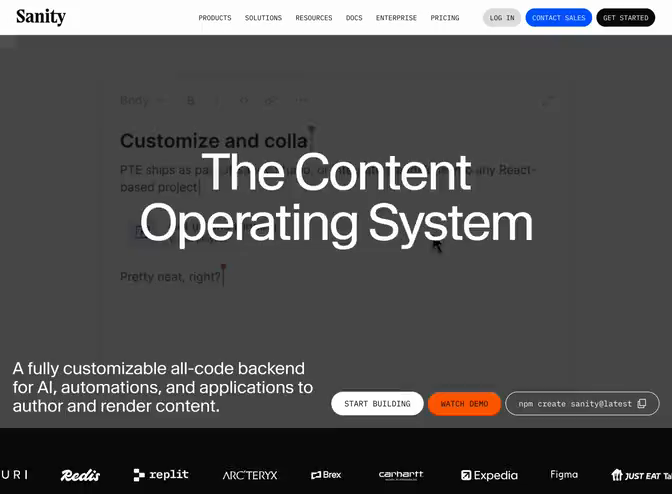 Sanity
PRODUCTS SOLUTIONS RESOURCES DOCS ENTERPRISE PRICING LOG IN CONTACT SALES GET STARTED
Body B
Customize and colla
PTE ships as pa any React-
based project
Pretty neat, right?
The Content
Operating System
A fully customizable all-code backend
for AI, automations, and applications to
author and render content.
START BUILDING WATCH DEMO npm create sanity@latest
URI Redis replit ARC'TERYX Brex carhartt Expedia Figma JUST EAT